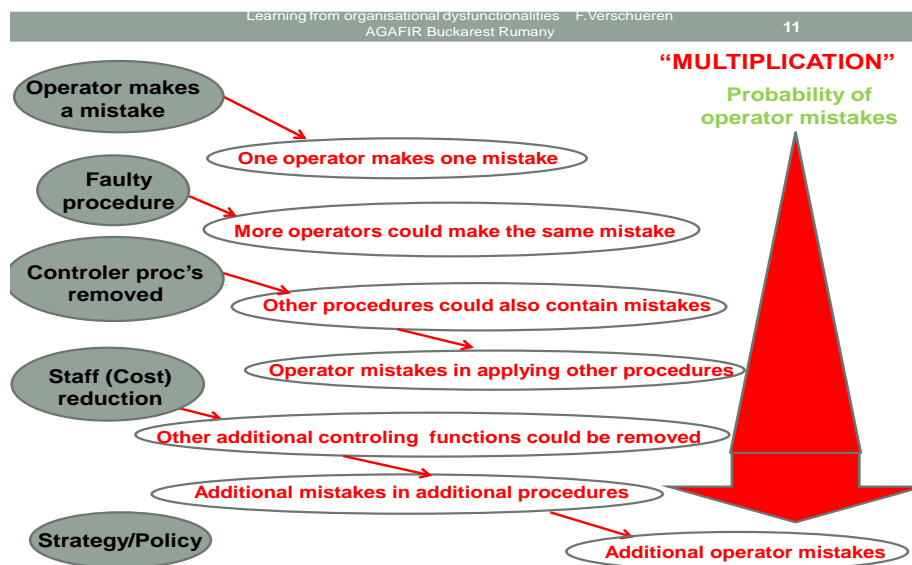 Learning from organisational dysfunctionalities F.Verschueren
AGAFIR Buckarest Rumany
11
“MULTIPLICATION”
Probability of
operator mistakes
Operator makes
a mistake
One operator makes one mistake
Faulty
procedure
More operators could make the same mistake
Controler proc’s
removed
Other procedures could also contain mistakes
Operator mistakes in applying other procedures
Staff (Cost)
reduction
Other additional controling functions could be removed
Additional mistakes in additional procedures
Strategy/Policy
Additional operator mistakes